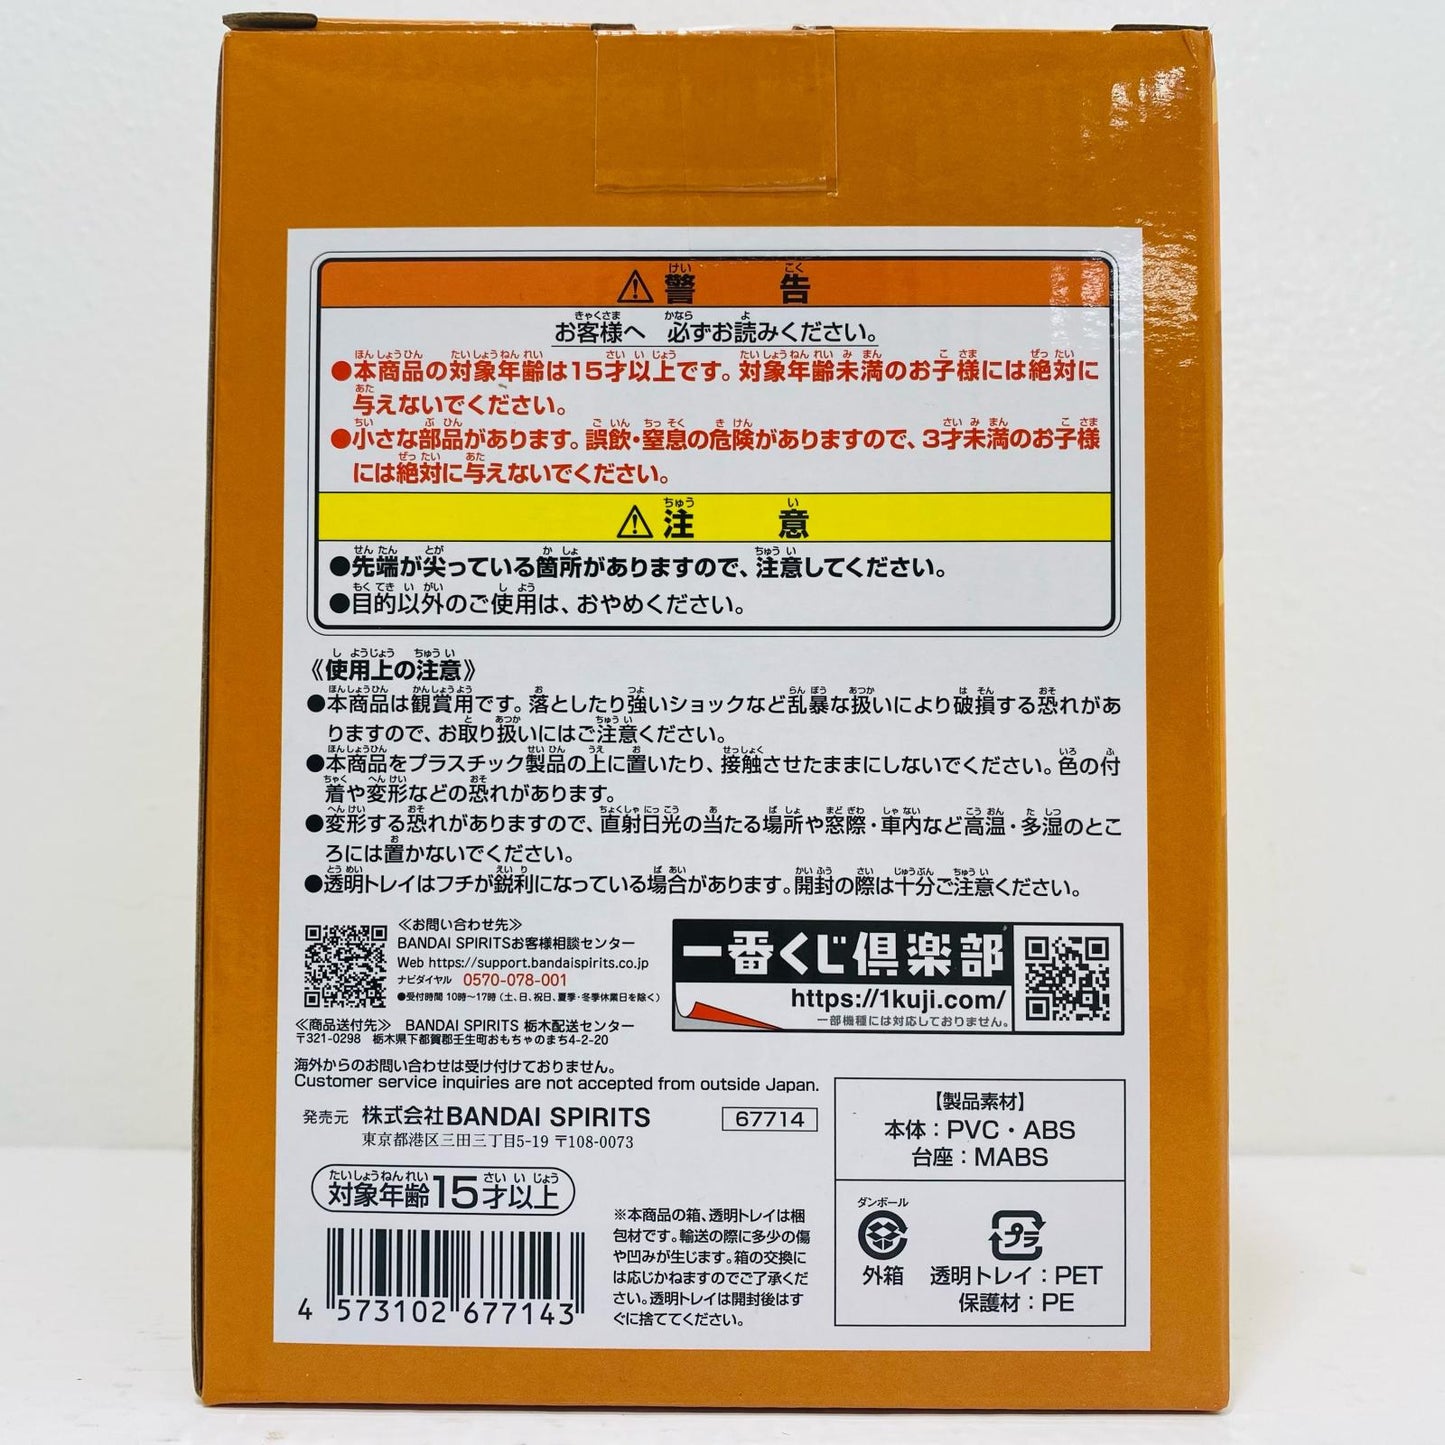 ⚠警告
お客様へ 必ずお読みください。
●本商品の対象年齢は15才以上です。対象年齢未満のお子様には絶対に
与えないでください。
●小さな部品があります。誤飲・窒息の危険がありますので、3才未満のお子様
には絶対に与えないでください。
⚠注意
●先端が尖っている箇所がありますので、注意してください。
●目的以外のご使用は、おやめください。
《使用上の注意》
●本商品は観賞用です。落としたり強いショックなど乱暴な扱いにより破損する恐れがあ
りますので、お取り扱いにはご注意ください。
●本商品をプラスチック製品の上に置いたり、接触させたままにしないでください。色の付
着や変形などの恐れがあります。
●変形する恐れがありますので、直射日光の当たる場所や窓際・車内など高温・多湿のとこ
ろには置かないでください。
●透明トレイはフチが鋭利になっている場合があります。開封の際は十分ご注意ください。
≪お問い合わせ先≫
BANDAI SPIRITSお客様相談センター
Web https://support.bandaispirits.co.jp
ナビダイヤル 0570-078-001
●受付時間 10時〜17時(土、日、祝日、夏季・冬季休業日を除く)
≪商品送付先≫ BANDAI SPIRITS 栃木配送センター
〒321-0298 栃木県下都賀郡壬生町おもちゃのまち4-2-20
一番くじ倶楽部
https://1kuji.com/
一部機種には対応しておりません。
海外からのお問い合わせは受け付けておりません。
Customer service inquiries are not accepted from outside Japan.
発売元 株式会社BANDAI SPIRITS
東京都港区三田三丁目5-19 〒108-0073
67714
対象年齢15才以上
4 573102 677143
※本商品の箱、透明トレイは梱
包材です。輸送の際に多少の傷
や凹みが生じます。箱の交換に
は応じかねますのでご了承くだ
さい。透明トレイは開封後はす
ぐに捨ててください。
【製品素材】
本体：PVC・ABS
台座：MABS
ダンボール
外箱
プラ
透明トレイ：PET
保護材：PE